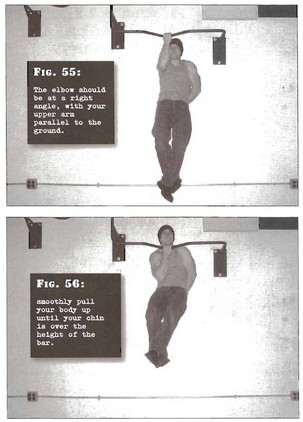 FIG. 55:
The elbow should
be at a right
angle, with your
upper arm
parallel to the
ground.
FIG. 56:
smoothly pull
your body up
until your chin
is over the
height of the
bar.